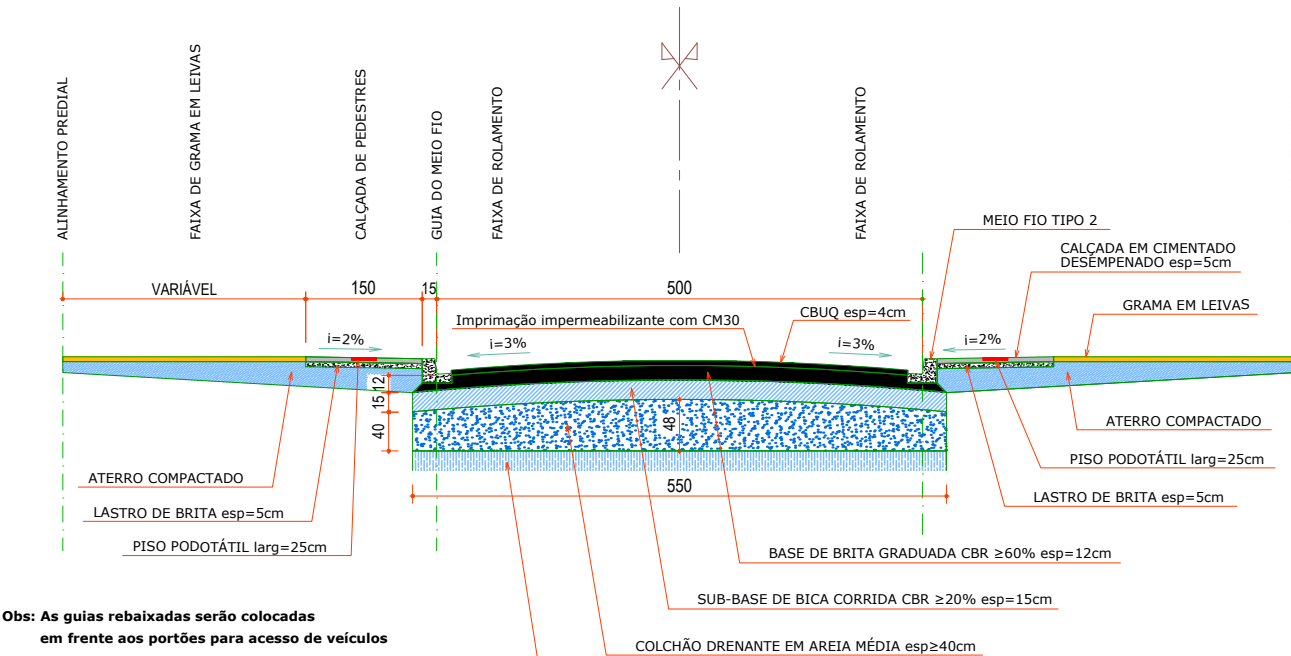 ALINHAMENTO PREDIAL
FAIXA DE GRAMA EM LEIVAS
CALÇADA DE PEDESTRES
GUIA DO MEIO FIO
FAIXA DE ROLAMENTO
FAIXA DE ROLAMENTO
MEIO FIO TIPO 2
CALÇADA EM CIMENTADO
DESEMPENADO esp=5cm
GRAMA EM LEIVAS
VARIÁVEL
150
15
500
Imprimação impermeabilizante com CM30
CBUQ esp=4cm
i=2%
i=3%
i=3%
i=2%
12
15
40
48
550
ATERRO COMPACTADO
LASTRO DE BRITA esp=5cm
PISO PODOTÁTIL larg=25cm
ATERRO COMPACTADO
PISO PODOTÁTIL larg=25cm
LASTRO DE BRITA esp=5cm
BASE DE BRITA GRADUADA CBR ≥60% esp=12cm
SUB-BASE DE BICA CORRIDA CBR ≥20% esp=15cm
COLCHÃO DRENANTE EM AREIA MÉDIA esp≥40cm
Obs: As guias rebaixadas serão colocadas
em frente aos portões para acesso de veículos